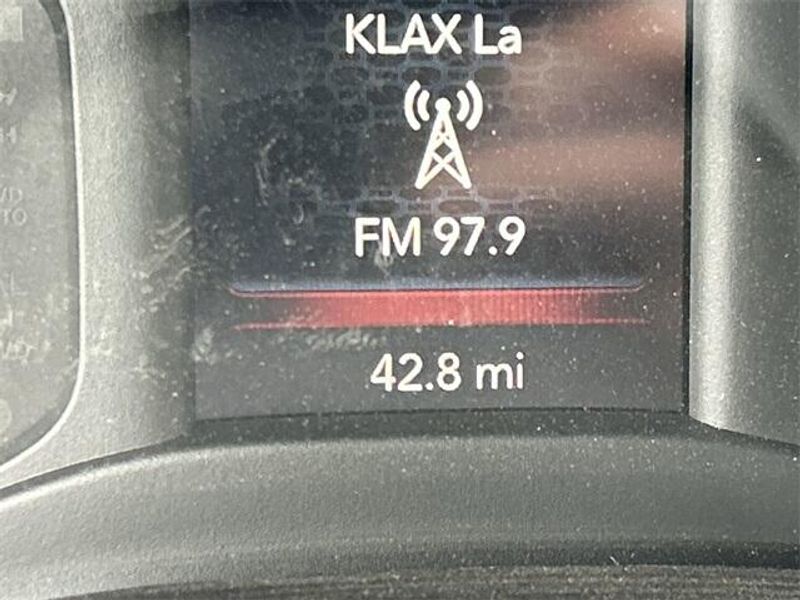 KLAX La
FM 97.9
42.8 mi